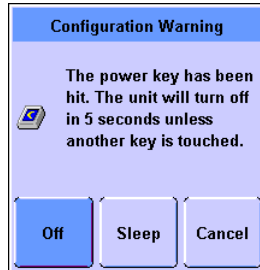 Configuration Warning
The power key has been
hit. The unit will turn off
in 5 seconds unless
another key is touched.
Off
Sleep
Cancel